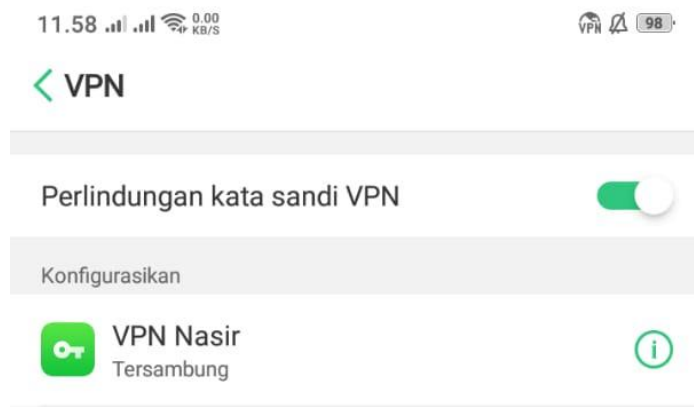 11.58 0.00 KB/S VPN 98
VPN
Perlindungan kata sandi VPN
Konfigurasikan
VPN Nasir
Tersambung